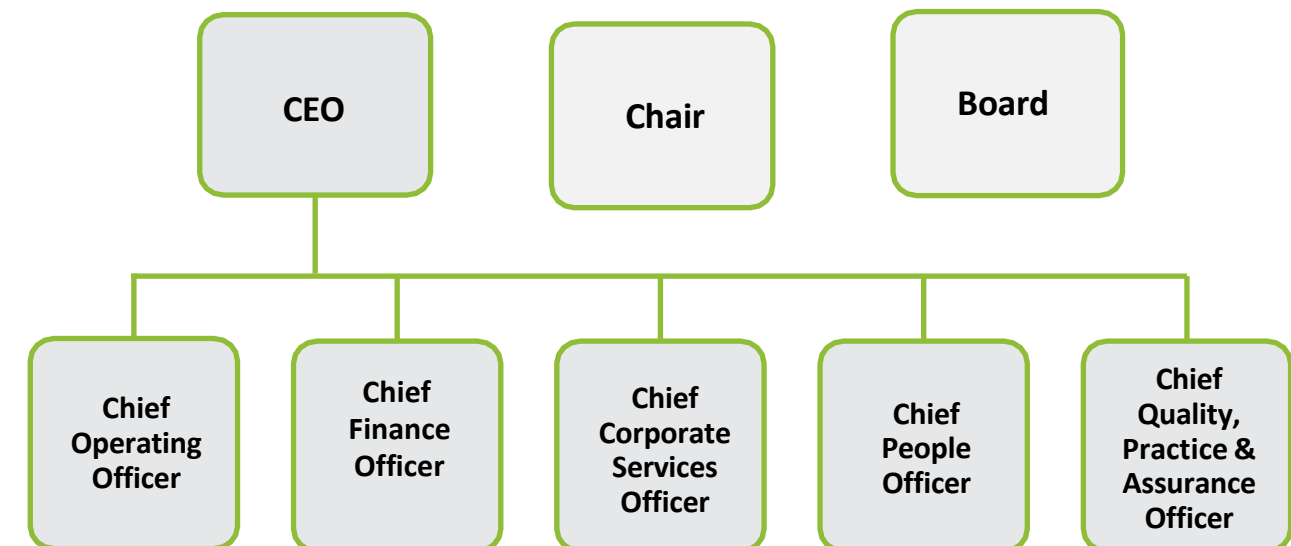 CEO
Chair
Board
Chief
Operating
Officer
Chief
Finance
Officer
Chief
Corporate
Services
Officer
Chief
People
Officer
Chief
Quality,
Practice &
Assurance
Officer